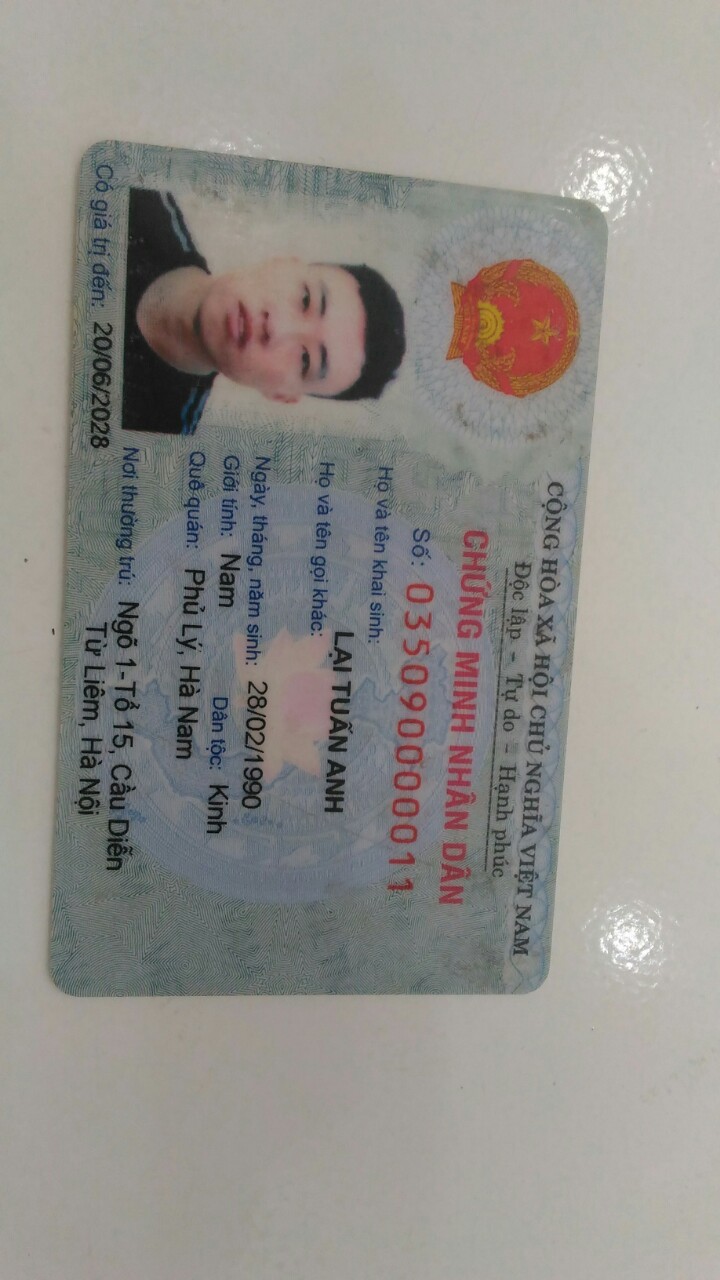 CỘNG HÒA XÃ HỘI CHỦ NGHĨA VIỆT NAM
Độc lập - Tự do - Hạnh phúc
CHỨNG MINH NHÂN DÂN
Số: 035090000011
Họ và tên khai sinh:
LẠI TUẤN ANH
Họ và tên gọi khác:
Ngày, tháng, năm sinh: 28/02/1990
Giới tính: Nam Dân tộc: Kinh
Quê quán: Phủ Lý, Hà Nam
Nơi thường trú: Ngõ 1-Tổ 15, Cầu Diễn
Từ Liêm, Hà Nội
Có giá trị đến: 20/06/2028